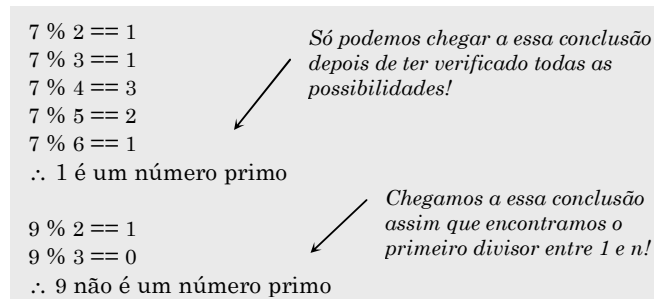 7 % 2 == 1
7 % 3 == 1
7 % 4 == 3
7 % 5 == 2
7 % 6 == 1
∴ 1 é um número primo
Só podemos chegar a essa conclusão
depois de ter verificado todas as
possibilidades!
9 % 2 == 1
9 % 3 == 0
∴ 9 não é um número primo
Chegamos a essa conclusão
assim que encontramos o
primeiro divisor entre 1 e n!